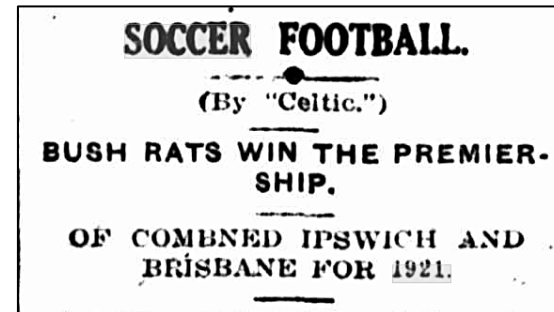 SOCCER FOOTBALL.
(By "Celtic.")
BUSH RATS WIN THE PREMIER-
SHIP.
OF COMBNED IPSWICH AND
BRISBANE FOR 1921.